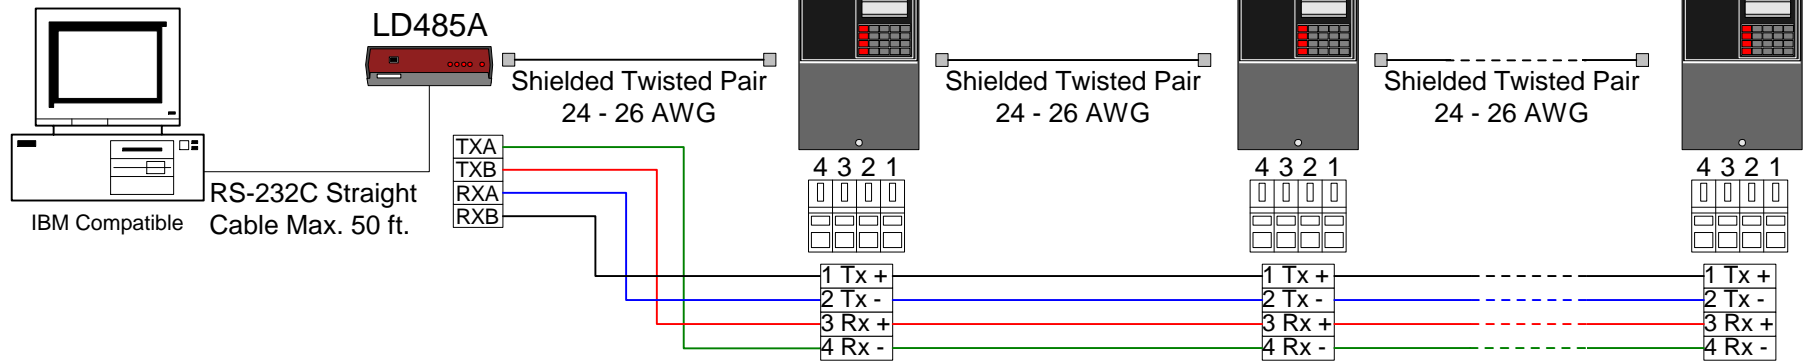 LD485A
Shielded Twisted Pair
24 - 26 AWG
Shielded Twisted Pair
24 - 26 AWG
Shielded Twisted Pair
24 - 26 AWG
IBM Compatible
RS-232C Straight
Cable Max. 50 ft.
TXA
TXB
RXA
RXB
4 3 2 1
4 3 2 1
4 3 2 1
1 Tx +
2 Tx -
3 Rx +
4 Rx -
1 Tx +
2 Tx -
3 Rx +
4 Rx -
1 Tx +
2 Tx -
3 Rx +
4 Rx -